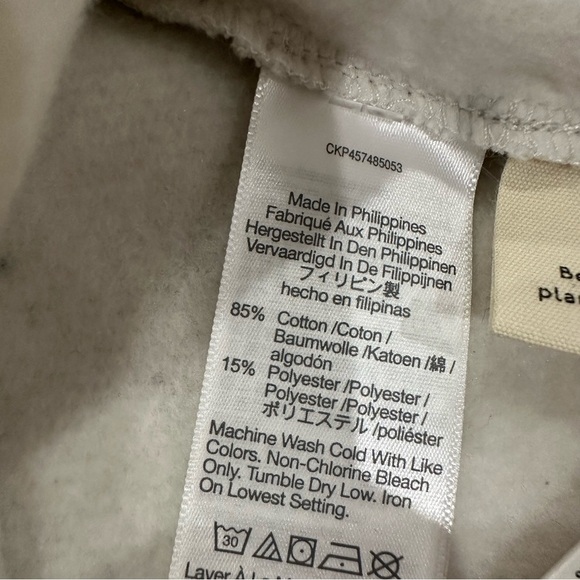 CKP457485053
Made In Philippines
Fabriqué Aux Philippines
Hergestellt In Den Philippinen
Vervaardigd In De Filippijnen
フィリピン製
hecho en filipinas
85% Cotton /Coton /
Baumwolle /Katoen /綿 /
algodón
15% Polyester /Polyester /
Polyester /Polyester /
ポリエステル /poliéster
Machine Wash Cold With Like
Colors. Non-Chlorine Bleach
Only. Tumble Dry Low. Iron
On Lowest Setting.
30
Laver À